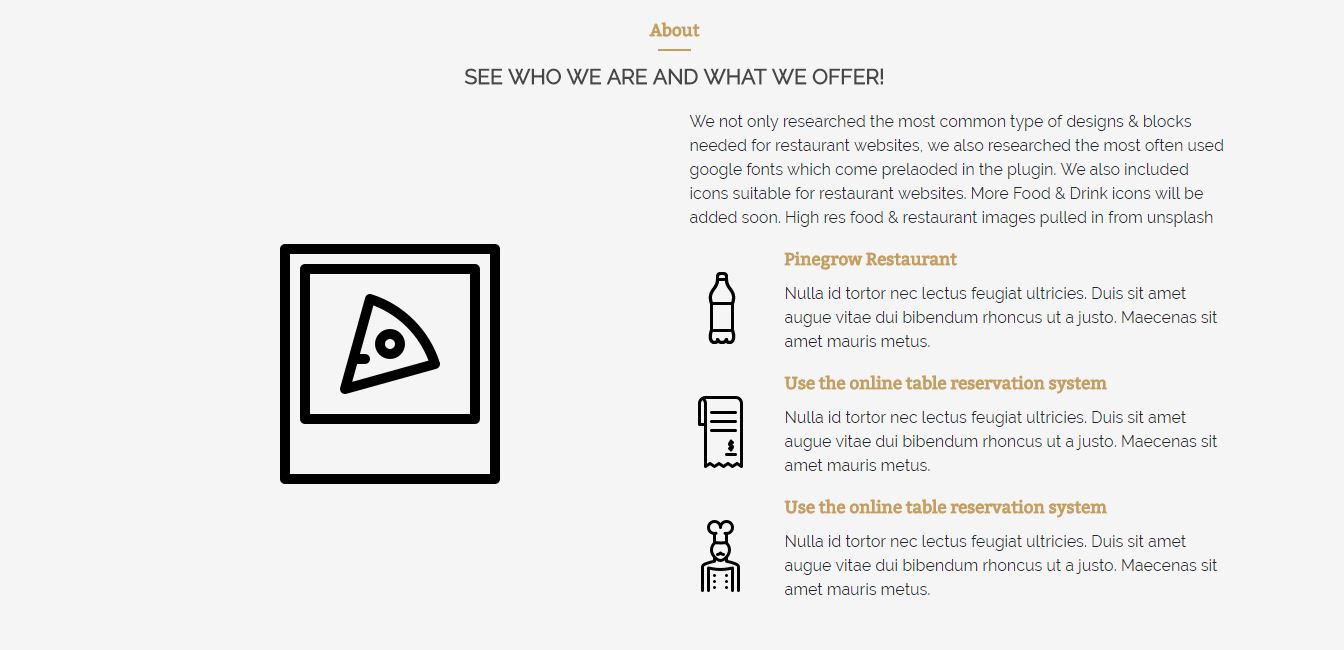 About
SEE WHO WE ARE AND WHAT WE OFFER!
We not only researched the most common type of designs & blocks
needed for restaurant websites, we also researched the most often used
google fonts which come prelaoded in the plugin. We also included
icons suitable for restaurant websites. More Food & Drink icons will be
added soon. High res food & restaurant images pulled in from unsplash
Pinegrow Restaurant
Nulla id tortor nec lectus feugiat ultricies. Duis sit amet
augue vitae dui bibendum rhoncus ut a justo. Maecenas sit
amet mauris metus.
Use the online table reservation system
Nulla id tortor nec lectus feugiat ultricies. Duis sit amet
augue vitae dui bibendum rhoncus ut a justo. Maecenas sit
amet mauris metus.
$
Use the online table reservation system
Nulla id tortor nec lectus feugiat ultricies. Duis sit amet
augue vitae dui bibendum rhoncus ut a justo. Maecenas sit
amet mauris metus.